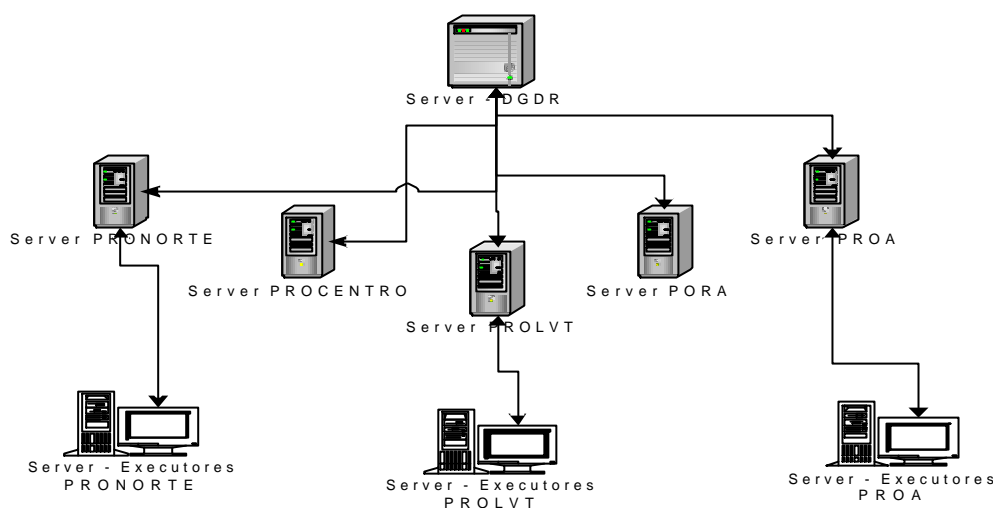 Server - DGDR
Server PRONORTE
Server PROA
Server PROCENTRO
Server PORA
Server PROLVT
Server - Executores
PRONORTE
Server - Executores
PROLVT
Server - Executores
PROA